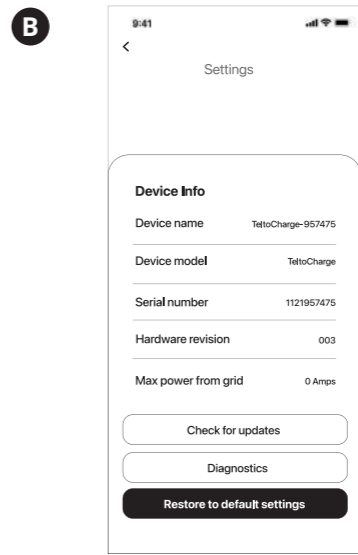 B
9:41
Settings
Device Info
Device name TeltoCharge-957475
Device model TeltoCharge
Serial number 1121957475
Hardware revision 003
Max power from grid 0 Amps
Check for updates
Diagnostics
Restore to default settings